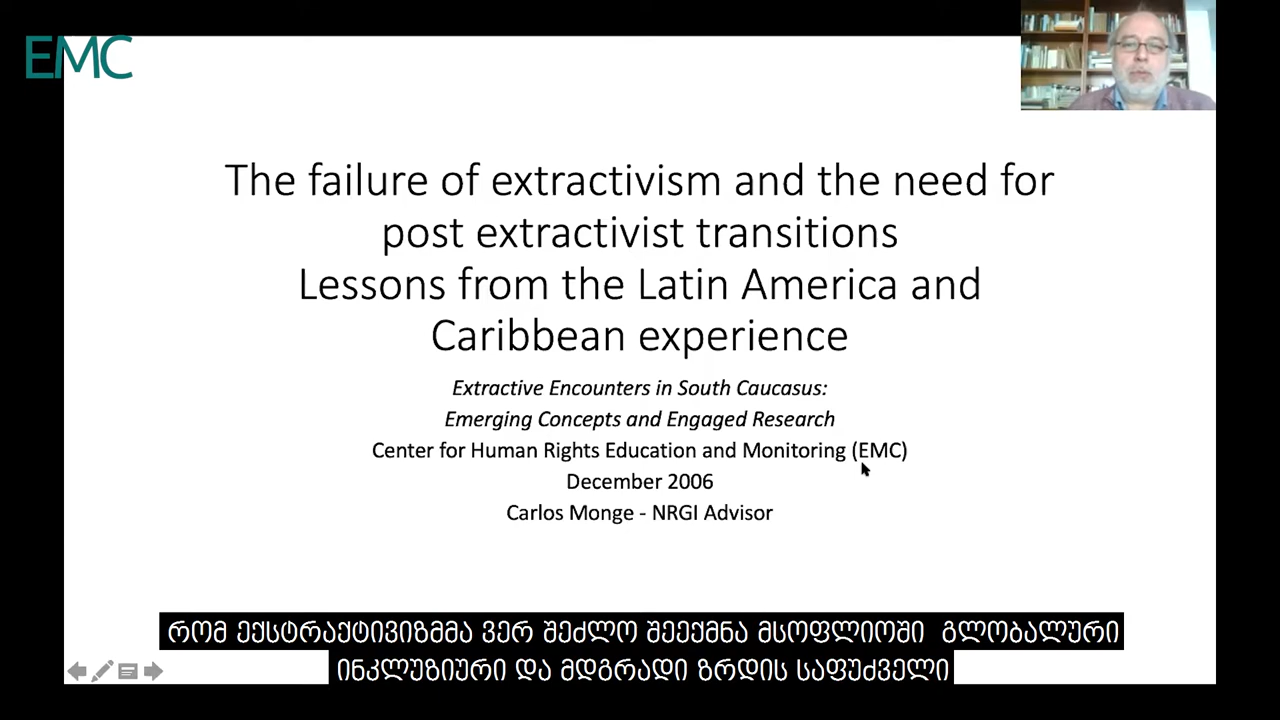 EMC
The failure of extractivism and the need for
post extractivist transitions
Lessons from the Latin America and
Caribbean experience
Extractive Encounters in South Caucasus:
Emerging Concepts and Engaged Research
Center for Human Rights Education and Monitoring (EMC)
December 2006
Carlos Monge - NRGI Advisor
რომ ექსტრაქტივიზმმა ვერ შეძლო შეექმნა მსოფლიოში გლობალური
ინკლუზიური და მდგრადი ზრდის საფუძველი